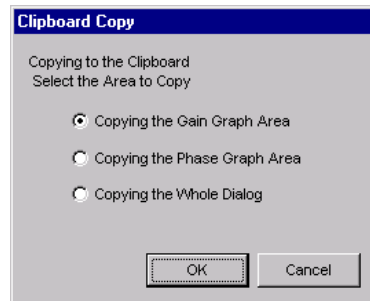 Clipboard Copy
Copying to the Clipboard
Select the Area to Copy
Copying the Gain Graph Area
Copying the Phase Graph Area
Copying the Whole Dialog
OK
Cancel